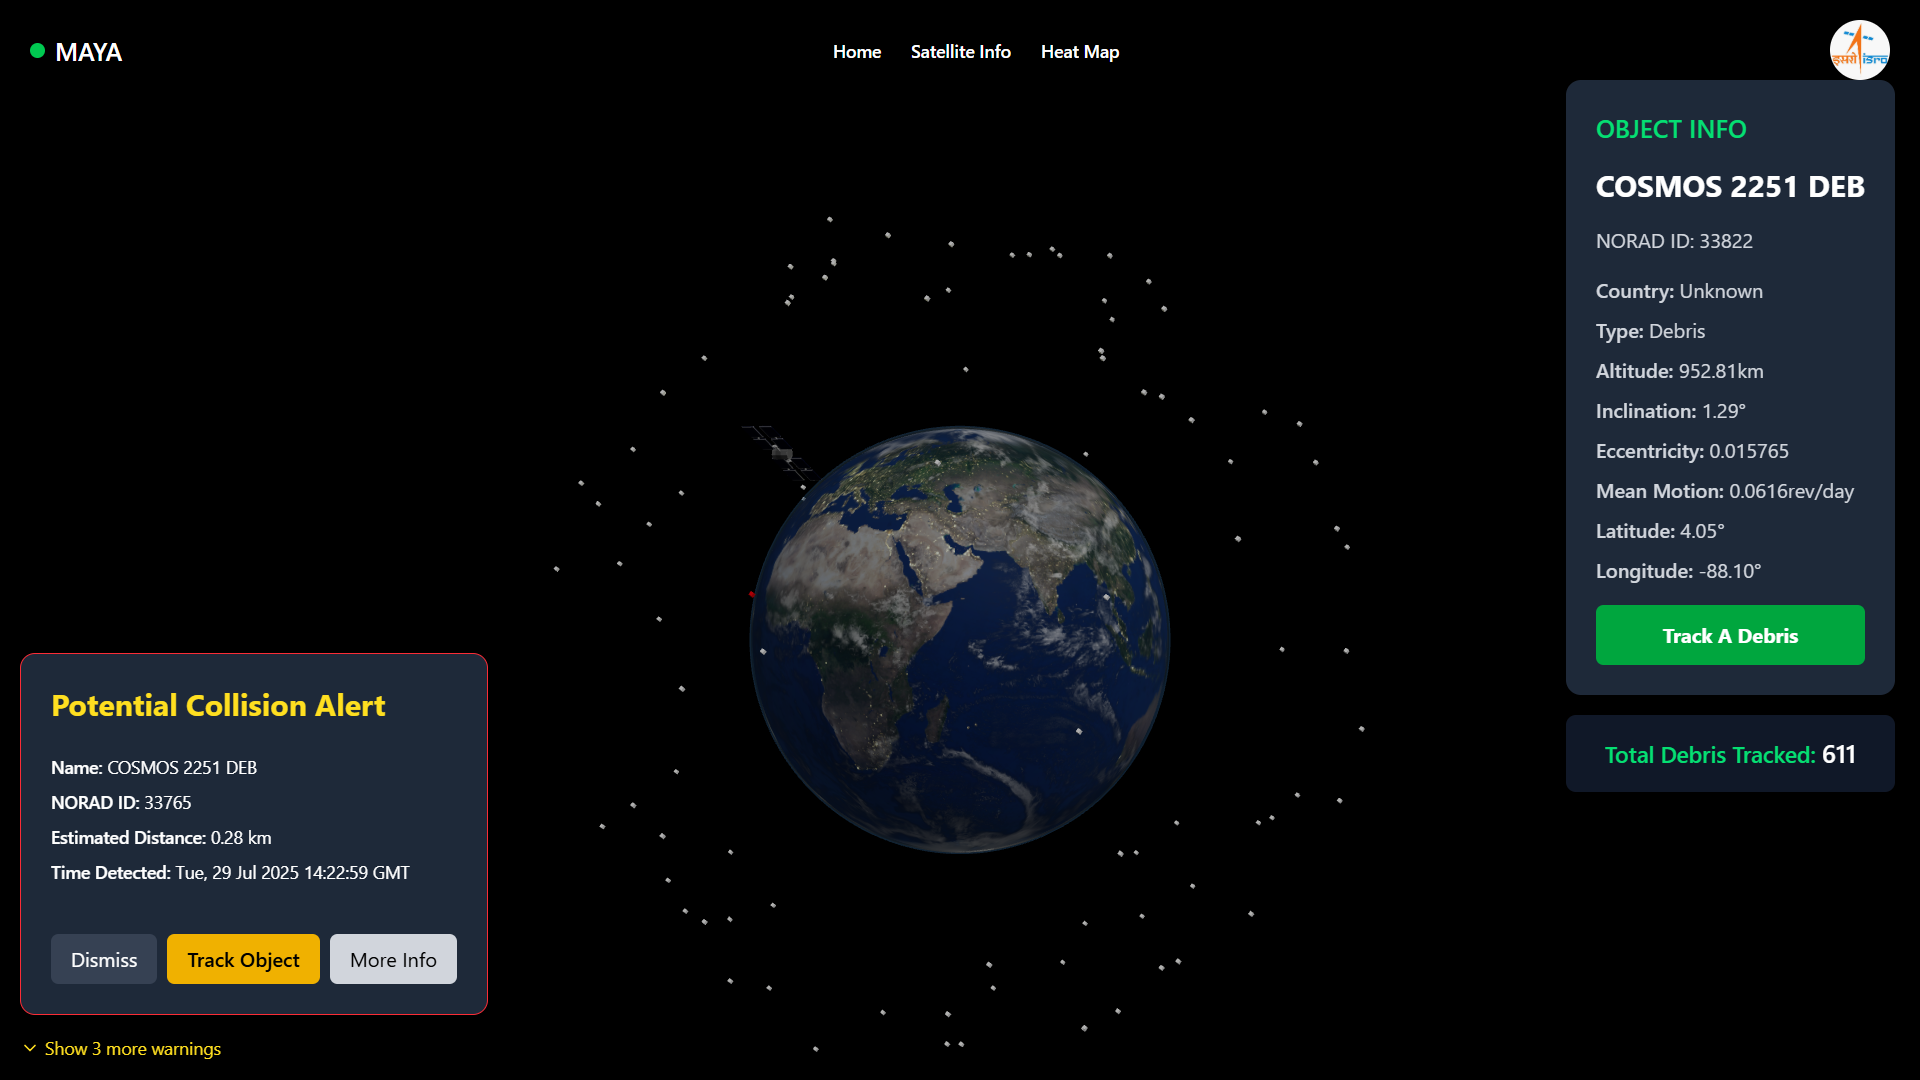 MAYA
Home
Satellite Info
Heat Map
इसरो isro
OBJECT INFO
COSMOS 2251 DEB
NORAD ID: 33822
Country: Unknown
Type: Debris
Altitude: 952.81km
Inclination: 1.29°
Eccentricity: 0.015765
Mean Motion: 0.0616rev/day
Latitude: 4.05°
Longitude: -88.10°
Track A Debris
Total Debris Tracked: 611
Potential Collision Alert
Name: COSMOS 2251 DEB
NORAD ID: 33765
Estimated Distance: 0.28 km
Time Detected: Tue, 29 Jul 2025 14:22:59 GMT
Dismiss
Track Object
More Info
Show 3 more warnings